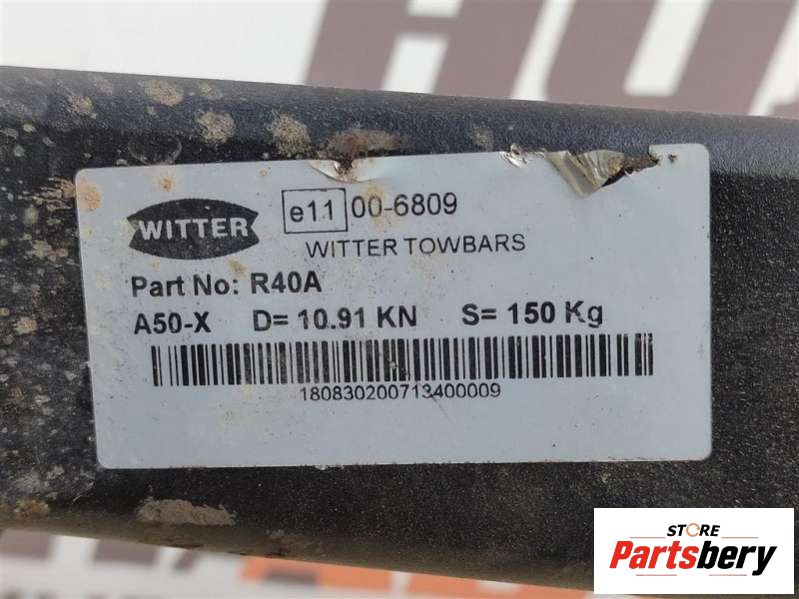 WITTER
e11 00-6809
WITTER TOWBARS
Part No: R40A
A50-X D= 10.91 KN S= 150 Kg
180830200713400009
STORE
Partsbery